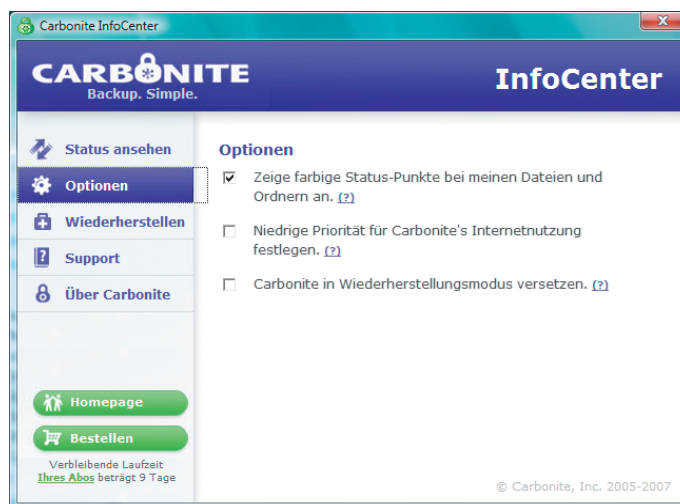 Carbonite InfoCenter
CARBONITE
Backup. Simple.
InfoCenter
Status ansehen
Optionen
Wiederherstellen
Support
Über Carbonite
Homepage
Bestellen
Verbleibende Laufzeit
Ihres Abos beträgt 9 Tage
Optionen
Zeige farbige Status-Punkte bei meinen Dateien und
Ordnern an. (?)
Niedrige Priorität für Carbonite's Internetnutzung
festlegen. (?)
Carbonite in Wiederherstellungsmodus versetzen. (?)
© Carbonite, Inc. 2005-2007